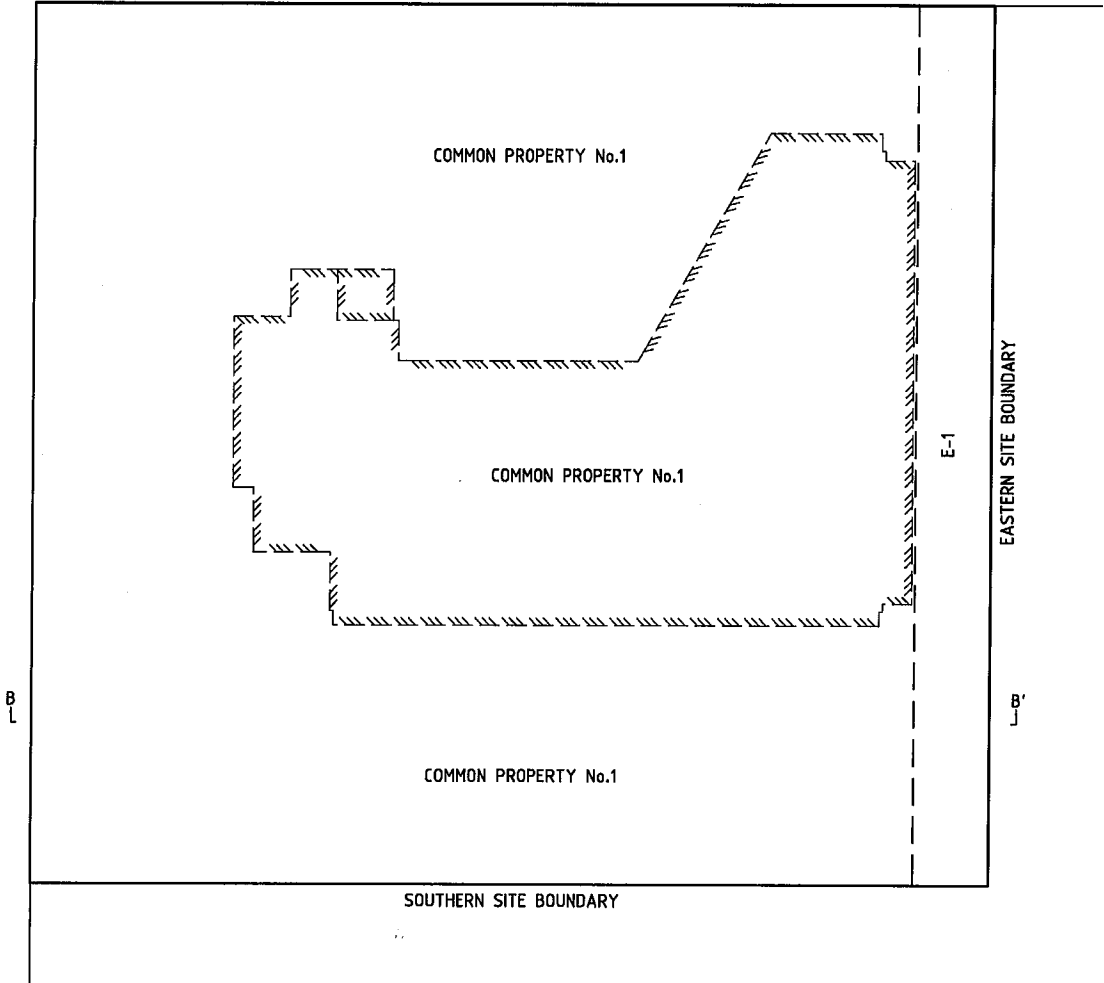 COMMON PROPERTY No.1
EASTERN SITE BOUNDARY
E-1
COMMON PROPERTY No.1
B
B'
COMMON PROPERTY No.1
SOUTHERN SITE BOUNDARY